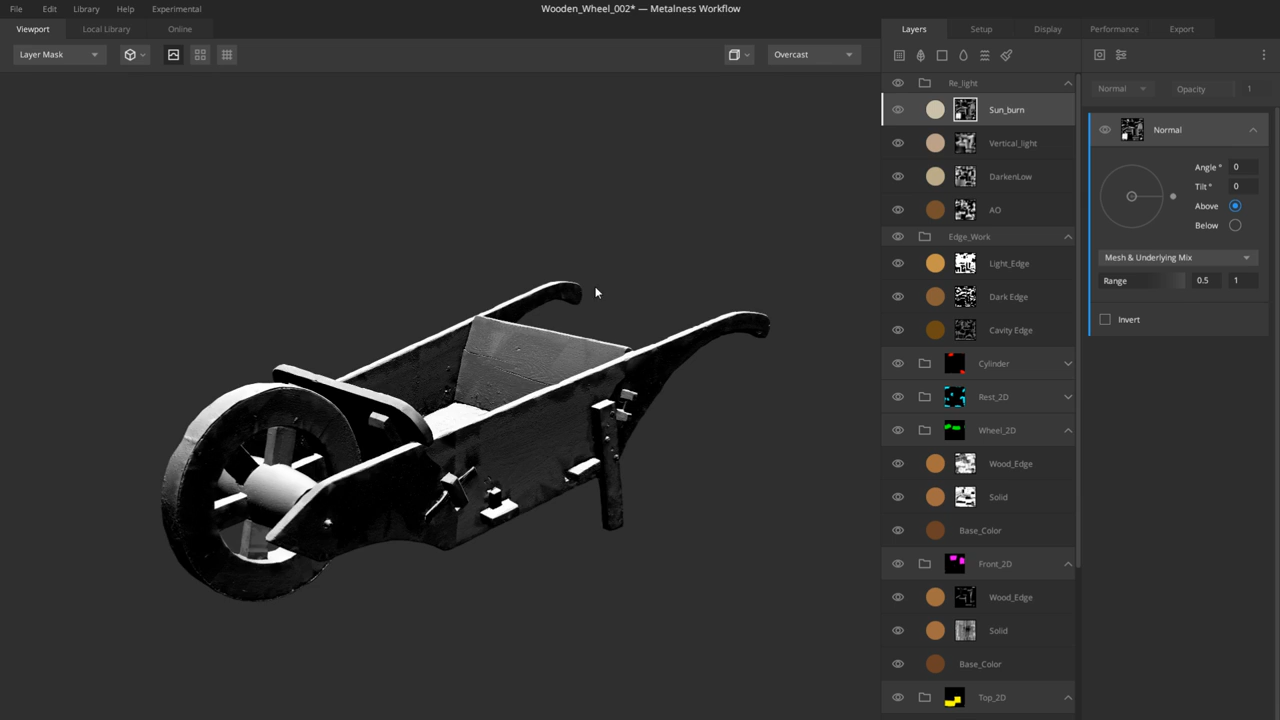 File Edit Library Help Experimental
Wooden_Wheel_002* — Metalness Workflow
Viewport Local Library Online
Layers Setup Display Performance Export
Layer Mask
Overcast
Re_light
Sun_burn
Vertical_light
DarkenLow
AO
Edge_Work
Light_Edge
Dark Edge
Cavity Edge
Cylinder
Rest_2D
Wheel_2D
Wood_Edge
Solid
Base_Color
Front_2D
Wood_Edge
Solid
Base_Color
Top_2D
Normal Opacity 1
Normal
Angle ° 0
Tilt ° 0
Above
Below
Mesh & Underlying Mix
Range 0.5 1
Invert